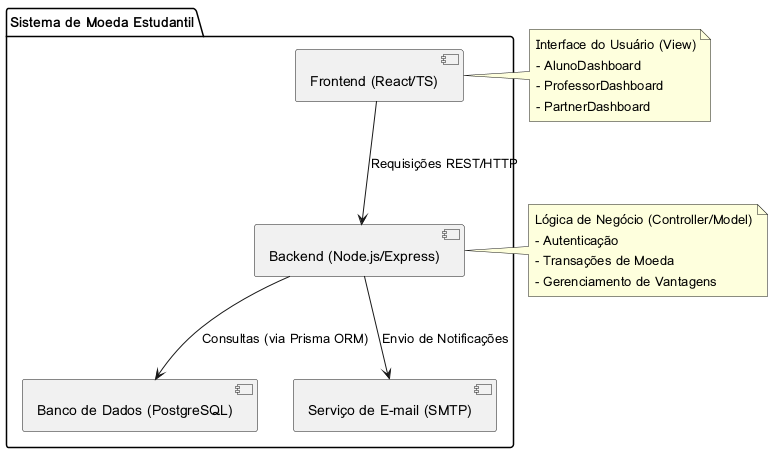 Sistema de Moeda Estudantil
Frontend (React/TS)
Interface do Usuário (View)
- AlunoDashboard
- ProfessorDashboard
- PartnerDashboard
Requisições REST/HTTP
Backend (Node.js/Express)
Lógica de Negócio (Controller/Model)
- Autenticação
- Transações de Moeda
- Gerenciamento de Vantagens
Consultas (via Prisma ORM)
Envio de Notificações
Banco de Dados (PostgreSQL)
Serviço de E-mail (SMTP)